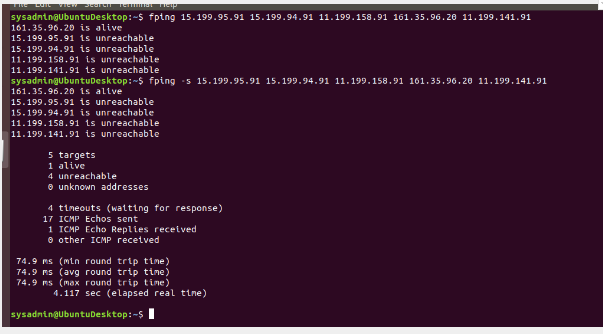 File Edit View Search Terminal Help
sysadmin@UbuntuDesktop:~$ fping 15.199.95.91 15.199.94.91 11.199.158.91 161.35.96.20 11.199.141.91
161.35.96.20 is alive
15.199.95.91 is unreachable
15.199.94.91 is unreachable
11.199.158.91 is unreachable
11.199.141.91 is unreachable
sysadmin@UbuntuDesktop:~$ fping -s 15.199.95.91 15.199.94.91 11.199.158.91 161.35.96.20 11.199.141.91
161.35.96.20 is alive
15.199.95.91 is unreachable
15.199.94.91 is unreachable
11.199.158.91 is unreachable
11.199.141.91 is unreachable
5 targets
1 alive
4 unreachable
0 unknown addresses
4 timeouts (waiting for response)
17 ICMP Echos sent
1 ICMP Echo Replies received
0 other ICMP received
74.9 ms (min round trip time)
74.9 ms (avg round trip time)
74.9 ms (max round trip time)
4.117 sec (elapsed real time)
sysadmin@UbuntuDesktop:~$